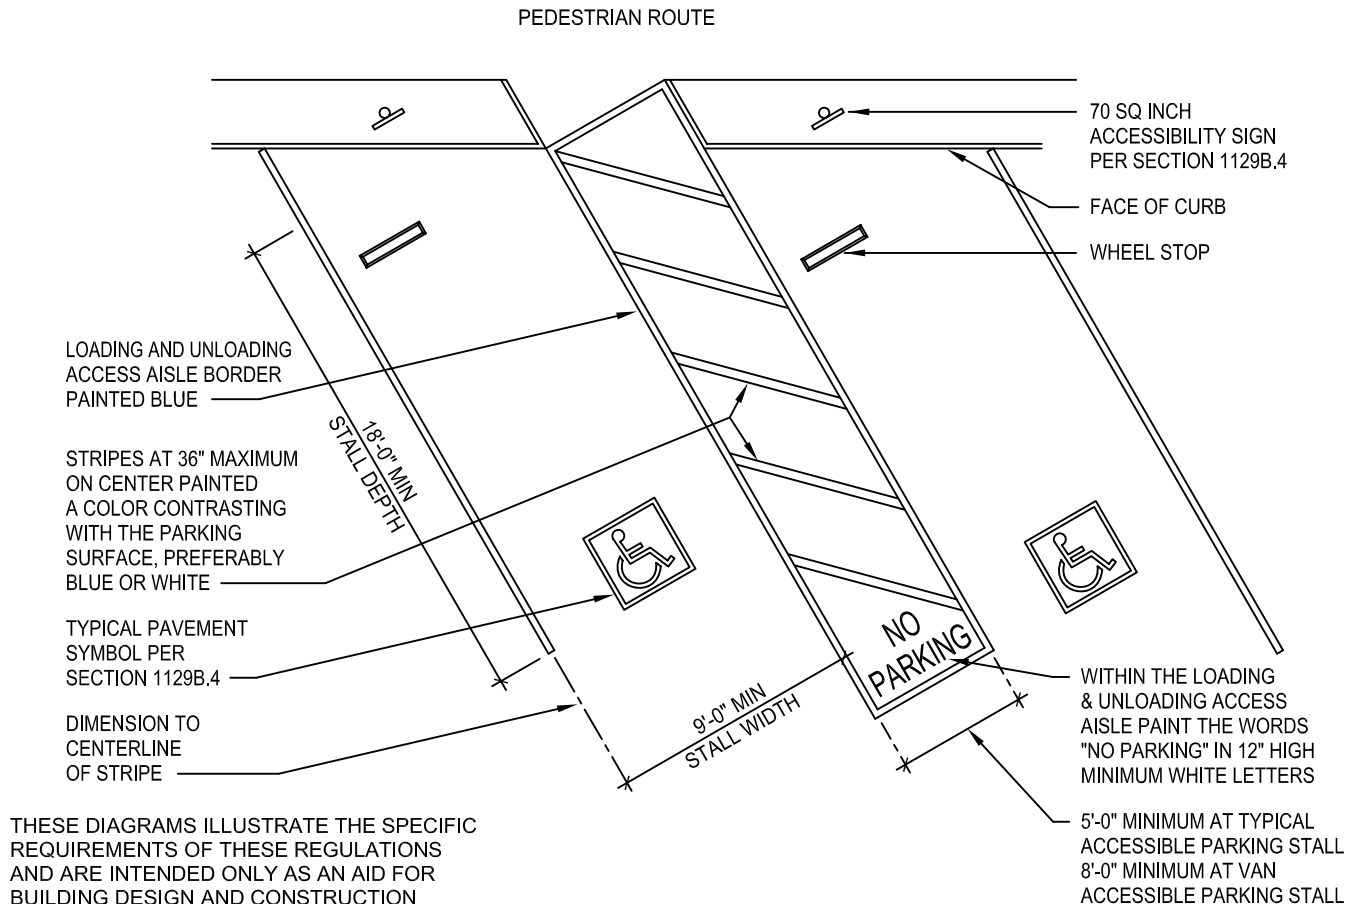 PEDESTRIAN ROUTE
70 SQ INCH
ACCESSIBILITY SIGN
PER SECTION 1129B.4
FACE OF CURB
WHEEL STOP
LOADING AND UNLOADING
ACCESS AISLE BORDER
PAINTED BLUE
18'-0" MIN
STALL DEPTH
STRIPES AT 36" MAXIMUM
ON CENTER PAINTED
A COLOR CONTRASTING
WITH THE PARKING
SURFACE, PREFERABLY
BLUE OR WHITE
TYPICAL PAVEMENT
SYMBOL PER
SECTION 1129B.4
DIMENSION TO
CENTERLINE
OF STRIPE
NO
PARKING
9'-0" MIN
STALL WIDTH
WITHIN THE LOADING
& UNLOADING ACCESS
AISLE PAINT THE WORDS
"NO PARKING" IN 12" HIGH
MINIMUM WHITE LETTERS
5'-0" MINIMUM AT TYPICAL
ACCESSIBLE PARKING STALL
8'-0" MINIMUM AT VAN
ACCESSIBLE PARKING STALL
THESE DIAGRAMS ILLUSTRATE THE SPECIFIC
REQUIREMENTS OF THESE REGULATIONS
AND ARE INTENDED ONLY AS AN AID FOR
BUILDING DESIGN AND CONSTRUCTION